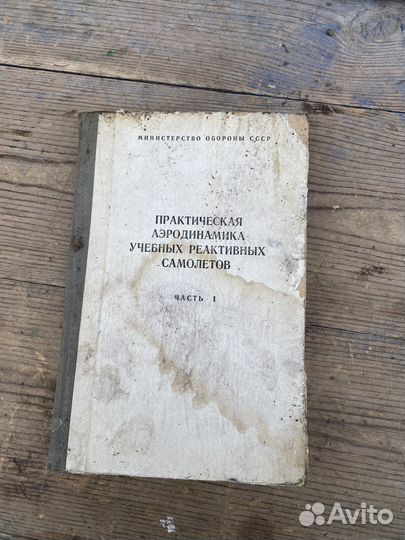 МИНИСТЕРСТВО ОБОРОНЫ СССР
ПРАКТИЧЕСКАЯ
АЭРОДИНАМИКА
УЧЕБНЫХ РЕАКТИВНЫХ
САМОЛЕТОВ
ЧАСТЬ I
Avito